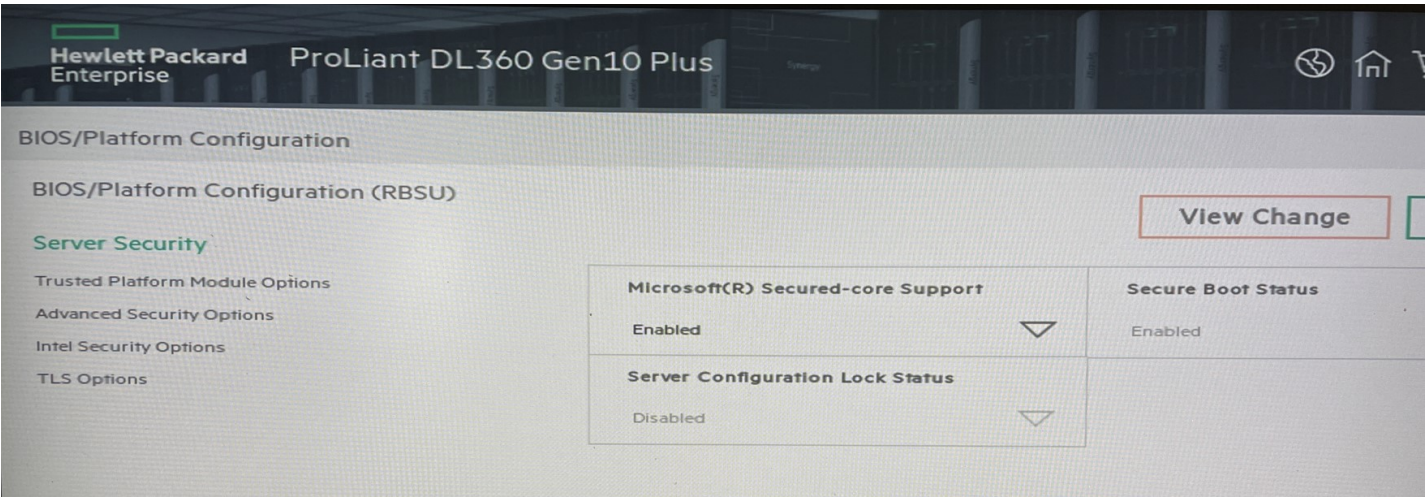 Hewlett Packard
Enterprise
ProLiant DL360 Gen10 Plus
BIOS/Platform Configuration
BIOS/Platform Configuration (RBSU)
View Change
Server Security
Trusted Platform Module Options
Advanced Security Options
Intel Security Options
TLS Options
Microsoft(R) Secured-core Support
Enabled
Secure Boot Status
Enabled
Server Configuration Lock Status
Disabled